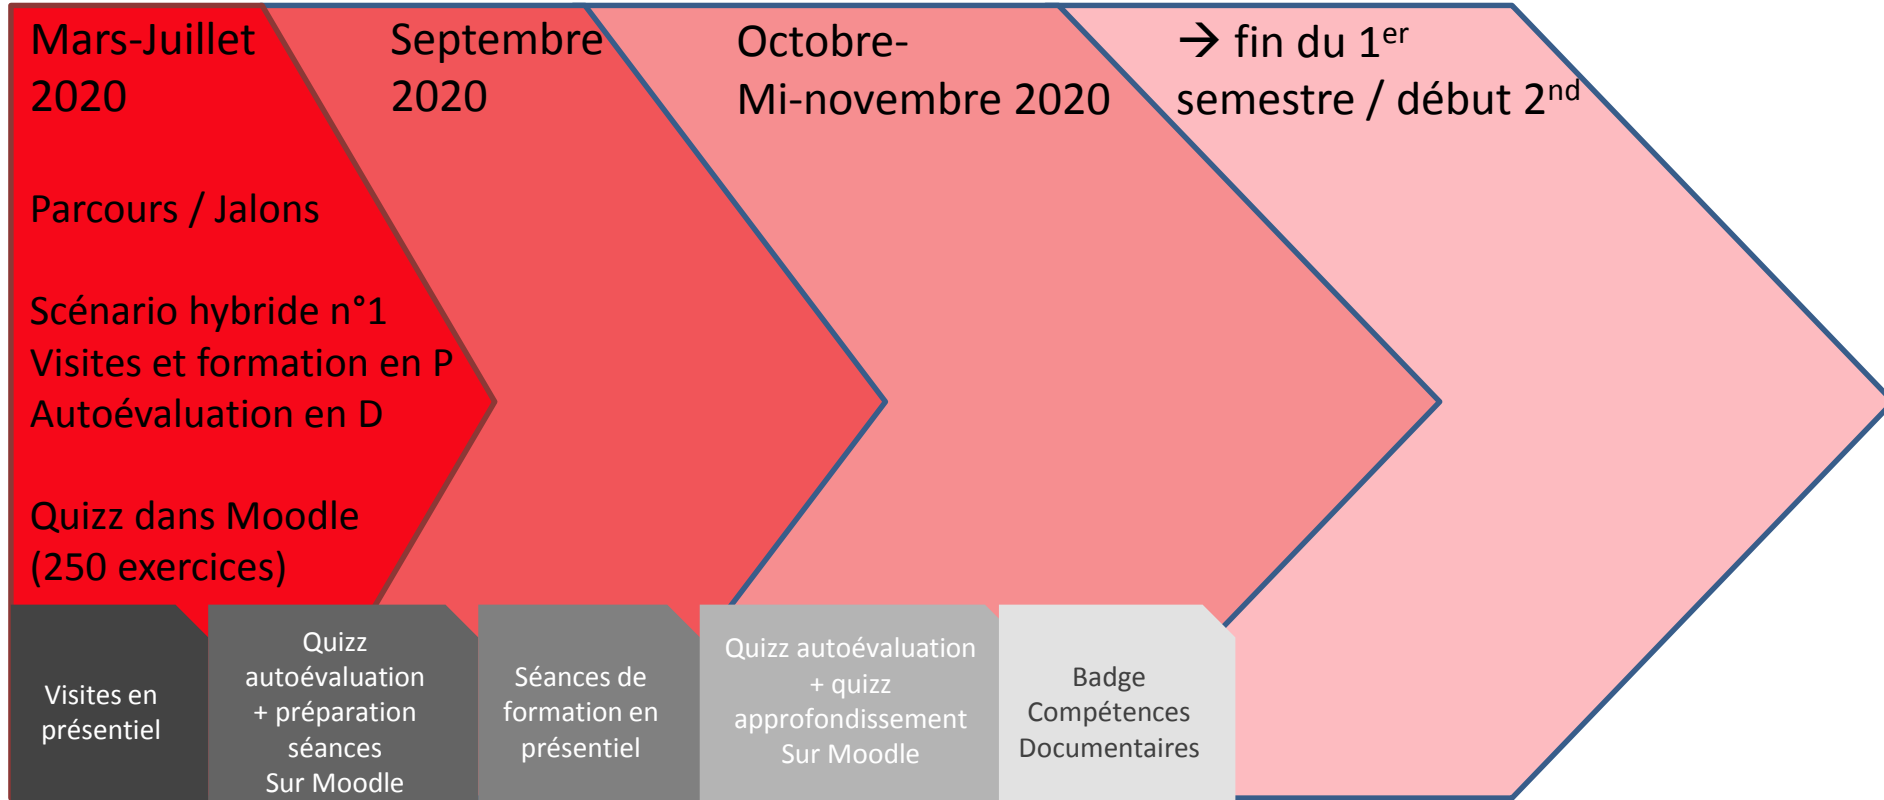 Mars-Juillet
2020
Septembre
2020
Octobre-
Mi-novembre 2020
→ fin du 1er
semestre / début 2nd
Parcours / Jalons
Scénario hybride n°1
Visites et formation en P
Autoévaluation en D
Quizz dans Moodle
(250 exercices)
Visites en
présentiel
Quizz
autoévaluation
+ préparation
séances
Sur Moodle
Séances de
formation en
présentiel
Quizz autoévaluation
+ quizz
approfondissement
Sur Moodle
Badge
Compétences
Documentaires